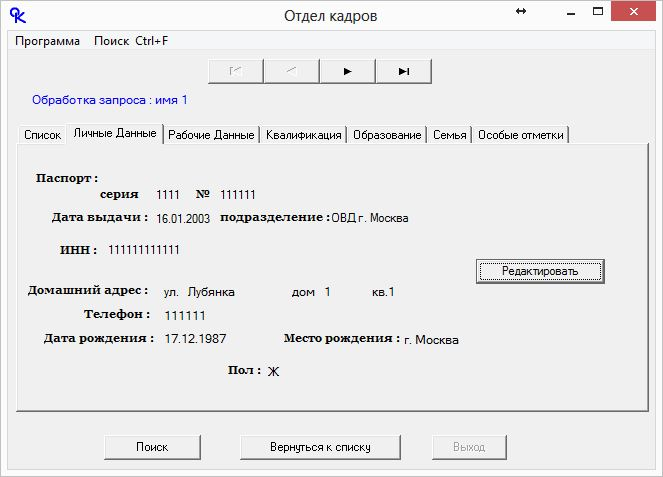 Отдел кадров
Программа Поиск Ctrl+F
Обработка запроса : имя 1
Список Личные Данные Рабочие Данные Квалификация Образование Семья Особые отметки
Паспорт :
серия 1111 № 111111
Дата выдачи : 16.01.2003 подразделение : ОВД г. Москва
ИНН : 111111111111
Редактировать
Домашний адрес : ул. Лубянка дом 1 кв.1
Телефон : 111111
Дата рождения : 17.12.1987 Место рождения : г. Москва
Пол : Ж
Поиск Вернуться к списку Выход